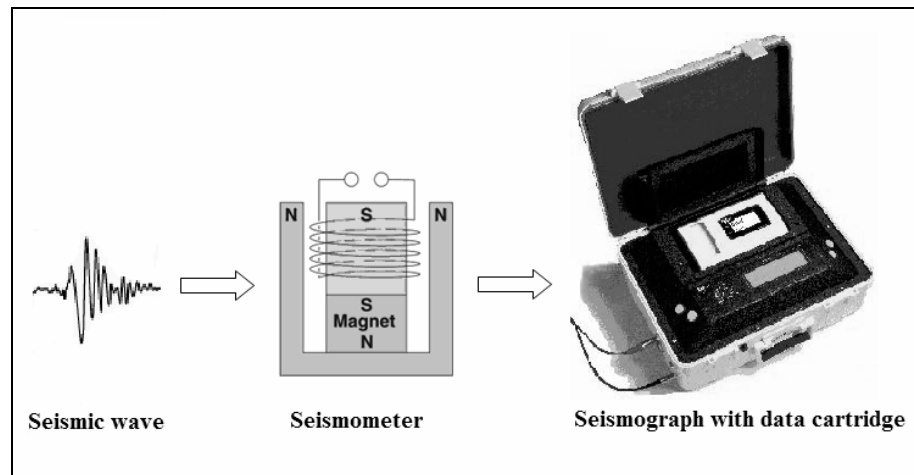 N
S
N
S
Magnet
N
Seismic wave
Seismometer
Seismograph with data cartridge